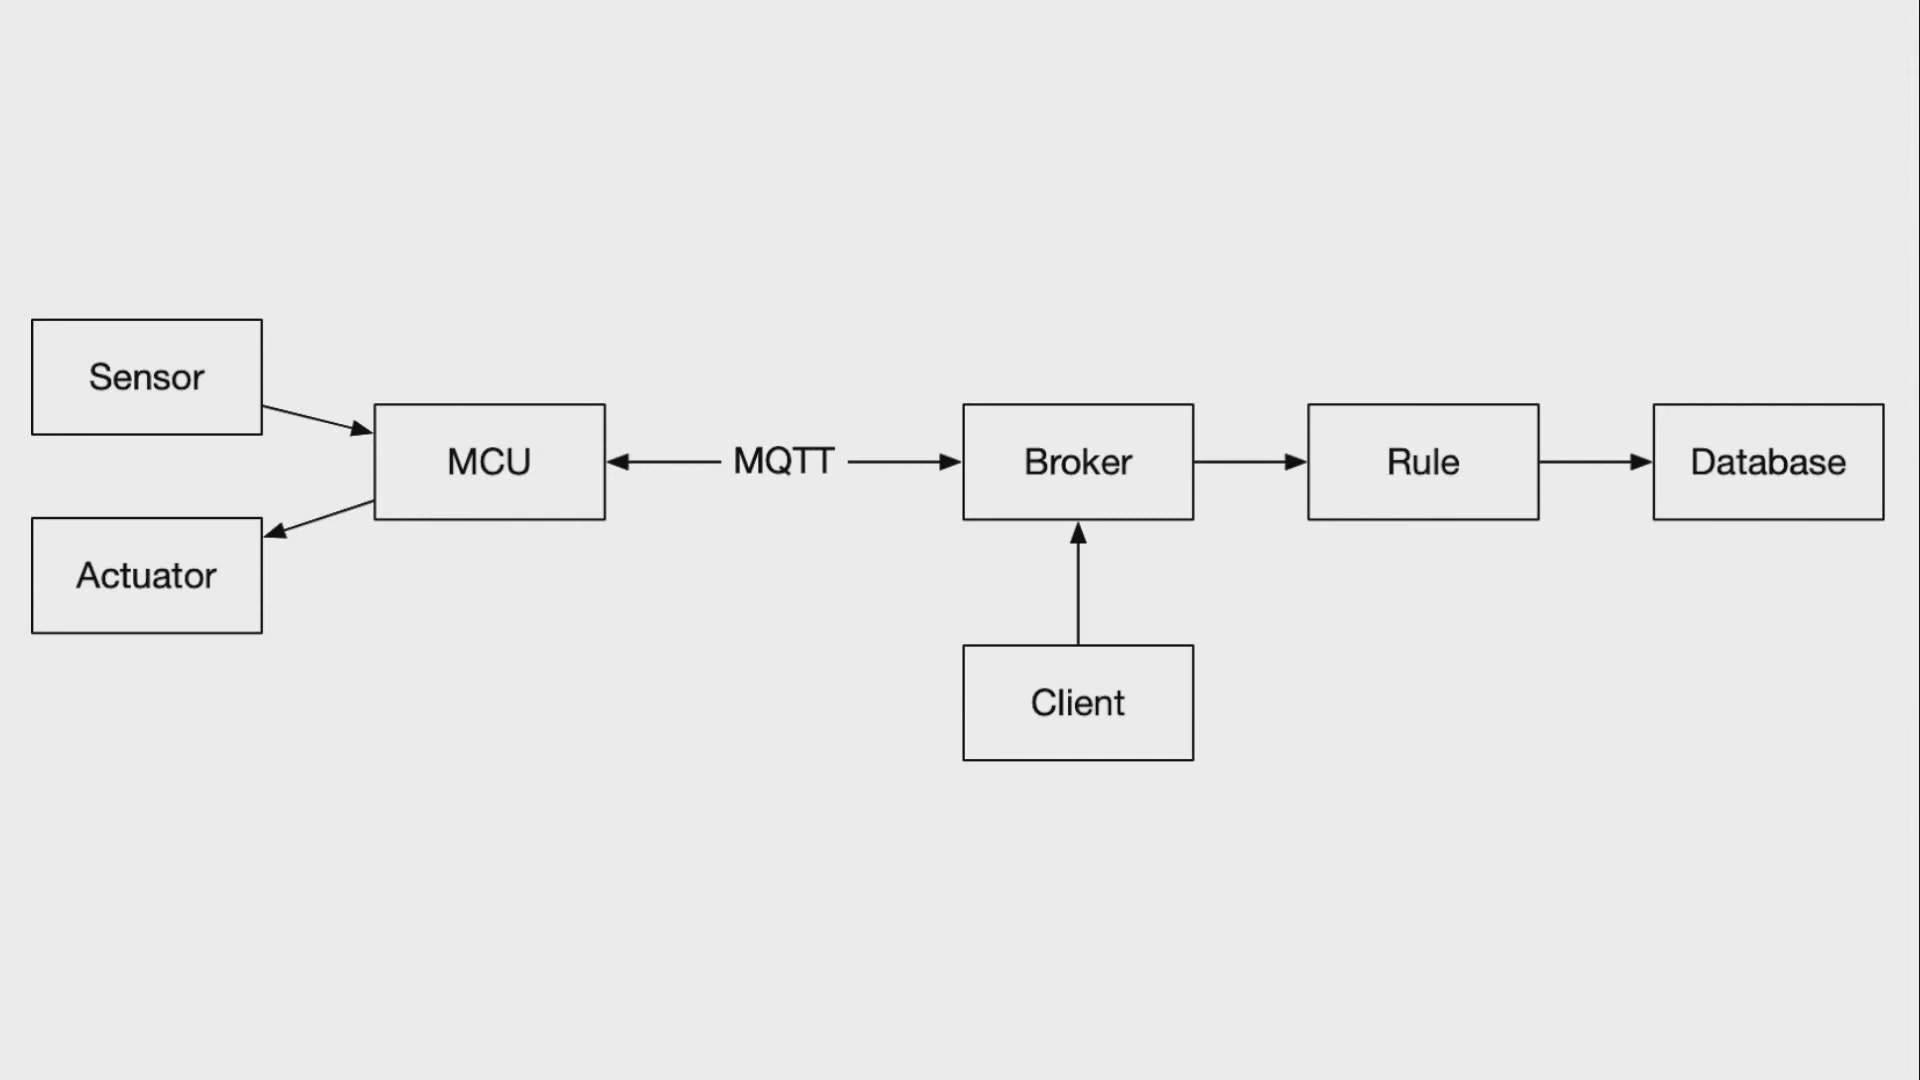 Sensor
Actuator
MCU
MQTT
Broker
Client
Rule
Database